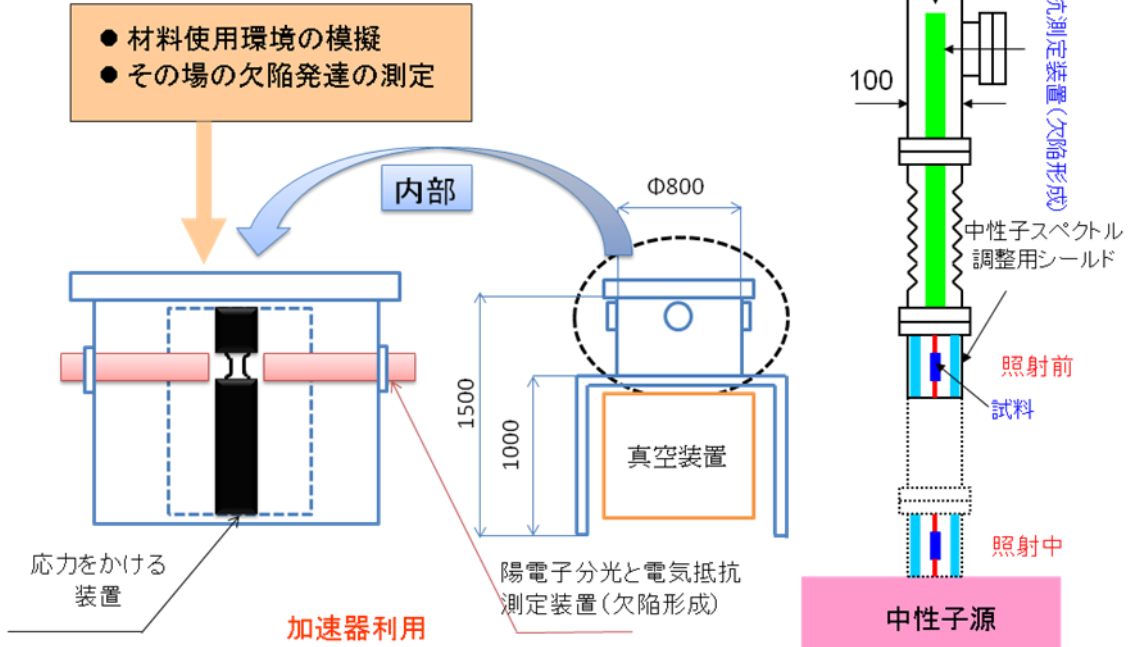 ● 材料使用環境の模擬
● その場の欠陥発達の測定
内部
Φ800
1500
1000
真空装置
応力をかける
装置
陽電子分光と電気抵抗
測定装置(欠陥形成)
加速器利用
100
抗測定装置(欠陥形成)
中性子スペクトル
調整用シールド
照射前
試料
照射中
中性子源